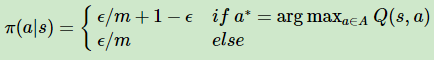 π(a|s) = { ϵ/m + 1 − ϵ if a* = arg max_{a∈A} Q(s, a)
ϵ/m else